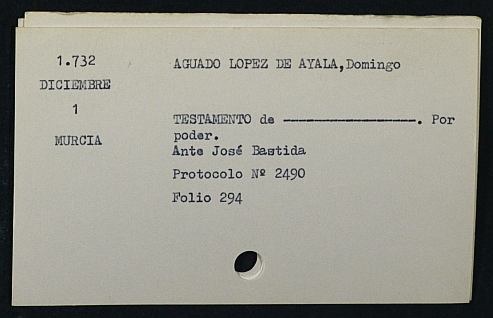 1.732
DICIEMBRE
1
MURCIA
AGUADO LOPEZ DE AYALA,Domingo
TESTAMENTO de -----------------. Por
poder.
Ante José Bastida
Protocolo Nº 2490
Folio 294